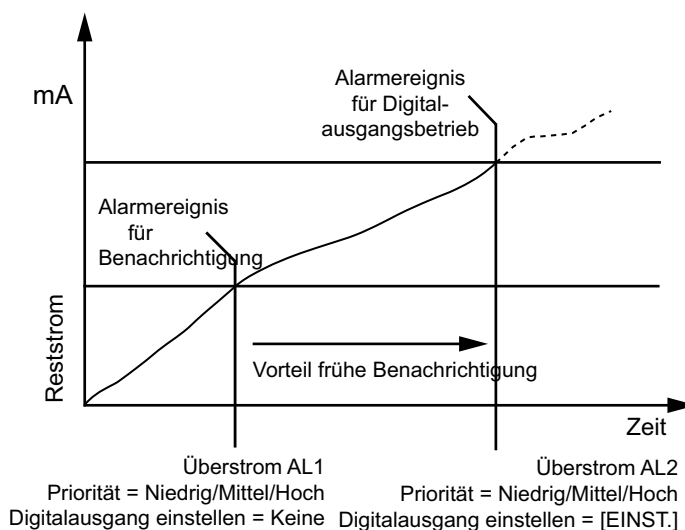 mA
Alarmereignis
für Digital-
ausgangsbetrieb
Alarmereignis
für
Benachrichtigung
Reststrom
Vorteil frühe Benachrichtigung
Zeit
Überstrom AL1
Priorität = Niedrig/Mittel/Hoch
Digitalausgang einstellen = Keine
Überstrom AL2
Priorität = Niedrig/Mittel/Hoch
Digitalausgang einstellen = [EINST.]